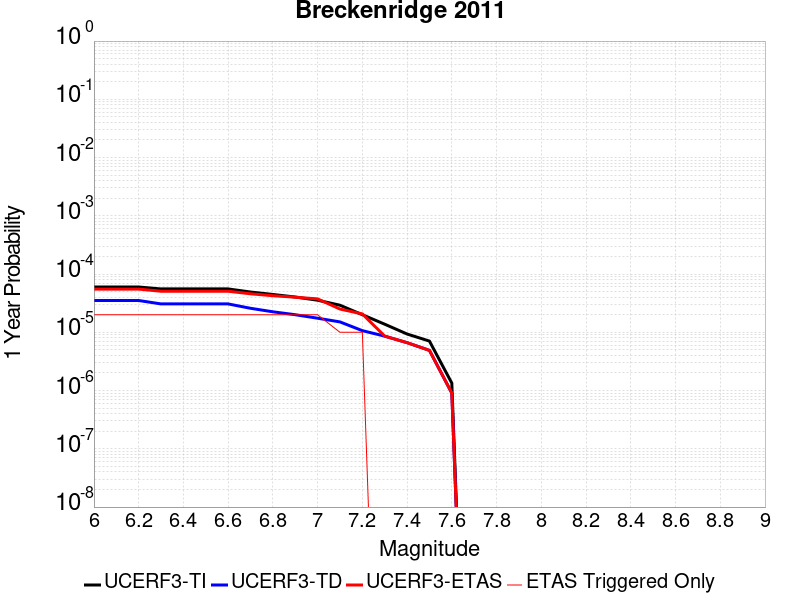 Breckenridge 2011
10^0
10^-1
10^-2
10^-3
10^-4
10^-5
10^-6
10^-7
10^-8
1 Year Probability
6 6.2 6.4 6.6 6.8 7 7.2 7.4 7.6 7.8 8 8.2 8.4 8.6 8.8 9
Magnitude
UCERF3-TI UCERF3-TD UCERF3-ETAS ETAS Triggered Only